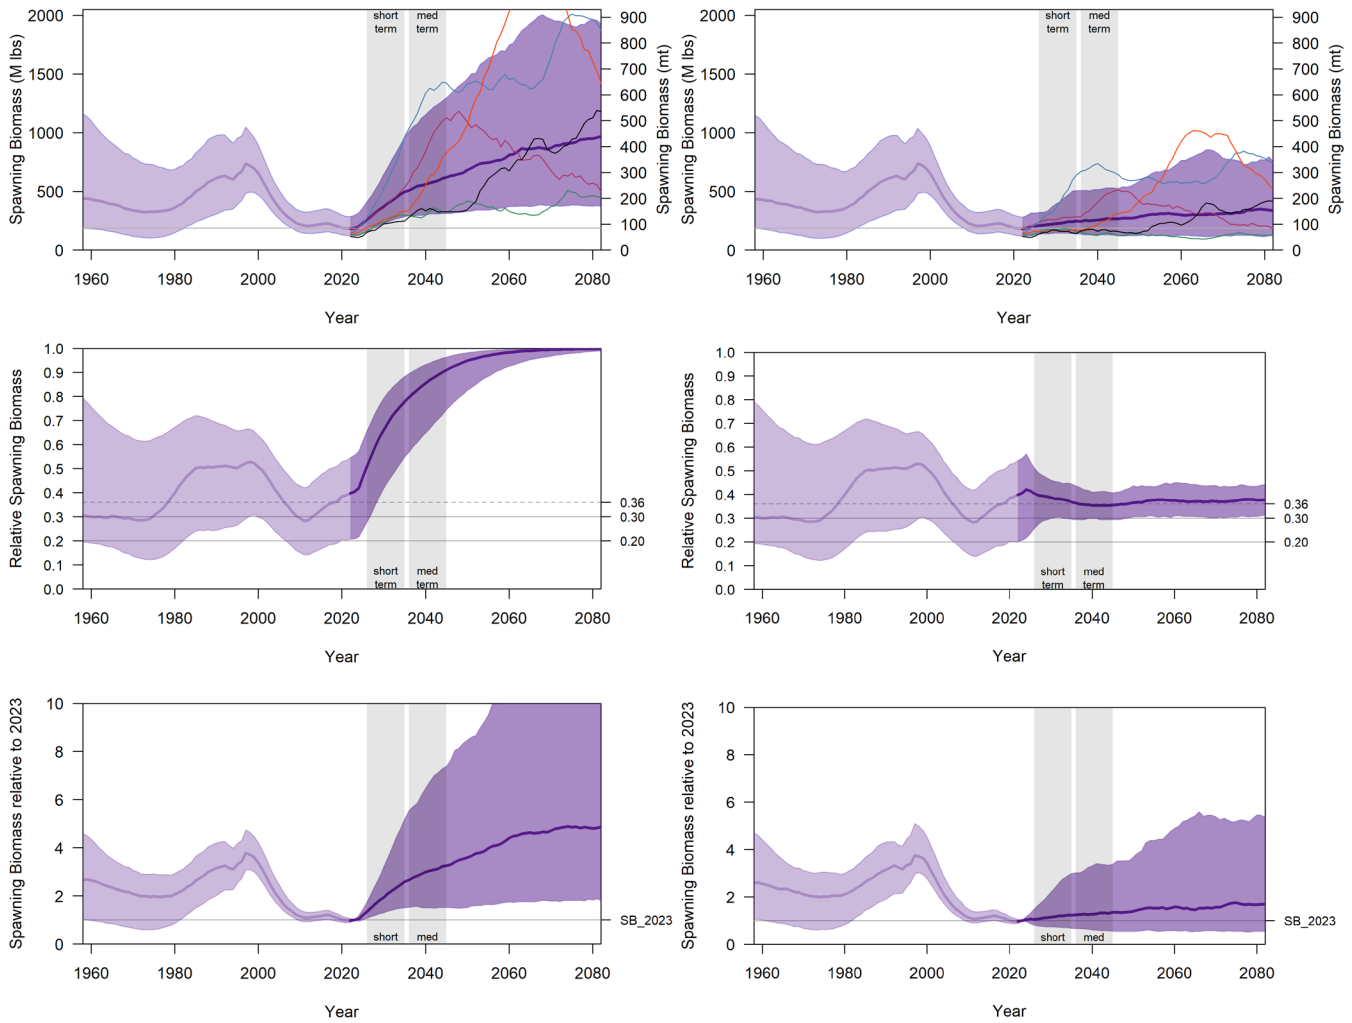 Spawning Biomass (M lbs)
2000
1500
1000
500
0
short
term
med
term
900
800
700
600
500
400
300
200
100
0
Spawning Biomass (mt)
1960 1980 2000 2020 2040 2060 2080
Year
Spawning Biomass (M lbs)
2000
1500
1000
500
0
short
term
med
term
900
800
700
600
500
400
300
200
100
0
Spawning Biomass (mt)
1960 1980 2000 2020 2040 2060 2080
Year
Relative Spawning Biomass
1.0
0.9
0.8
0.7
0.6
0.5
0.4
0.3
0.2
0.1
0.0
0.36
0.30
0.20
short
term
med
term
1960 1980 2000 2020 2040 2060 2080
Year
Relative Spawning Biomass
1.0
0.9
0.8
0.7
0.6
0.5
0.4
0.3
0.2
0.1
0.0
0.36
0.30
0.20
short
term
med
term
1960 1980 2000 2020 2040 2060 2080
Year
Spawning Biomass relative to 2023
10
8
6
4
2
0
SB_2023
short med
1960 1980 2000 2020 2040 2060 2080
Year
Spawning Biomass relative to 2023
10
8
6
4
2
0
SB_2023
short med
1960 1980 2000 2020 2040 2060 2080
Year